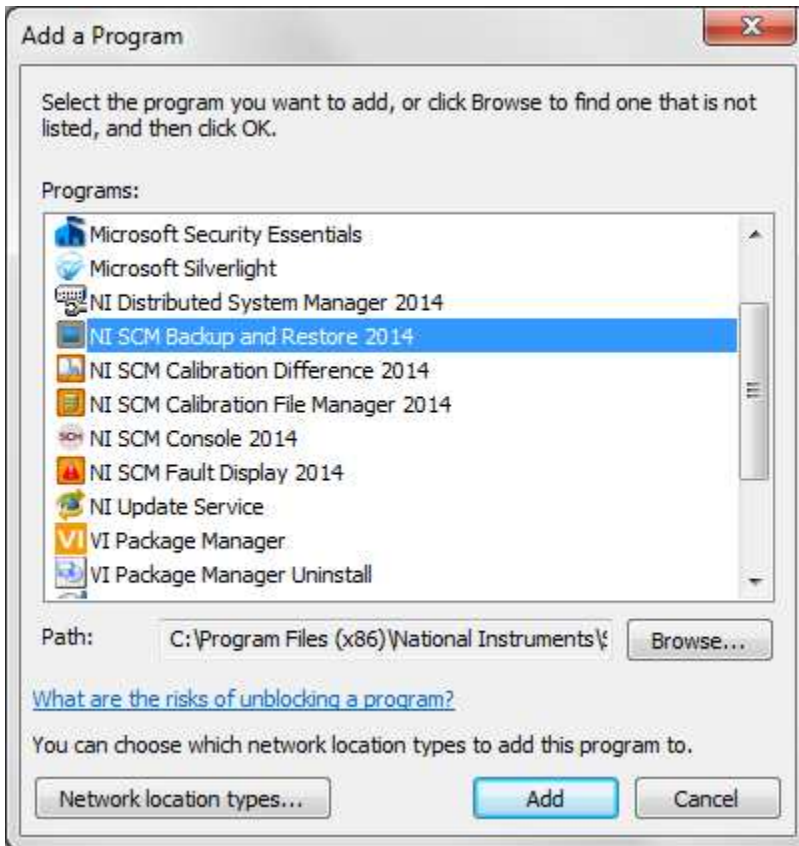 Add a Program
Select the program you want to add, or click Browse to find one that is not
listed, and then click OK.
Programs:
Microsoft Security Essentials
Microsoft Silverlight
NI Distributed System Manager 2014
NI SCM Backup and Restore 2014
NI SCM Calibration Difference 2014
NI SCM Calibration File Manager 2014
SCM NI SCM Console 2014
NI SCM Fault Display 2014
NI Update Service
VI VI Package Manager
VI Package Manager Uninstall
Path: C:\Program Files (x86)\National Instruments\ Browse...
What are the risks of unblocking a program?
You can choose which network location types to add this program to.
Network location types... Add Cancel